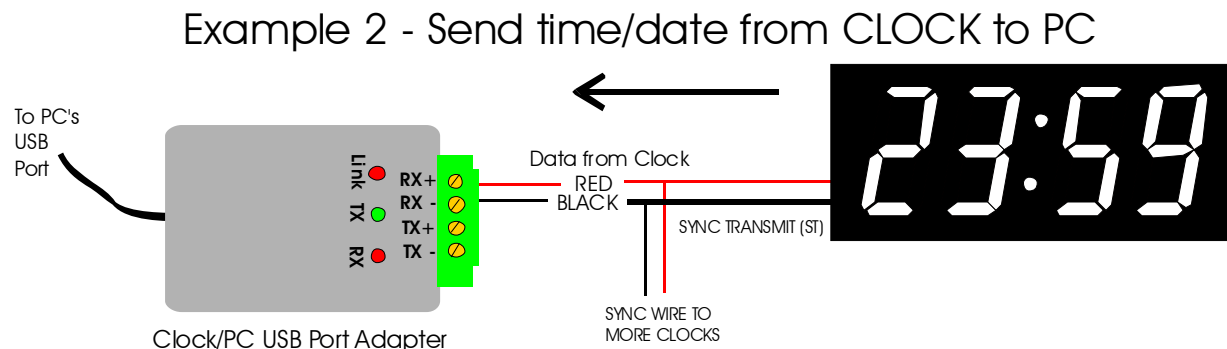 Example 2 - Send time/date from CLOCK to PC
To PC's
USB
Port
Link
TX
RX
RX+
RX -
TX+
TX -
Data from Clock
RED
BLACK
SYNC TRANSMIT (ST)
23:59
SYNC WIRE TO
MORE CLOCKS
Clock/PC USB Port Adapter